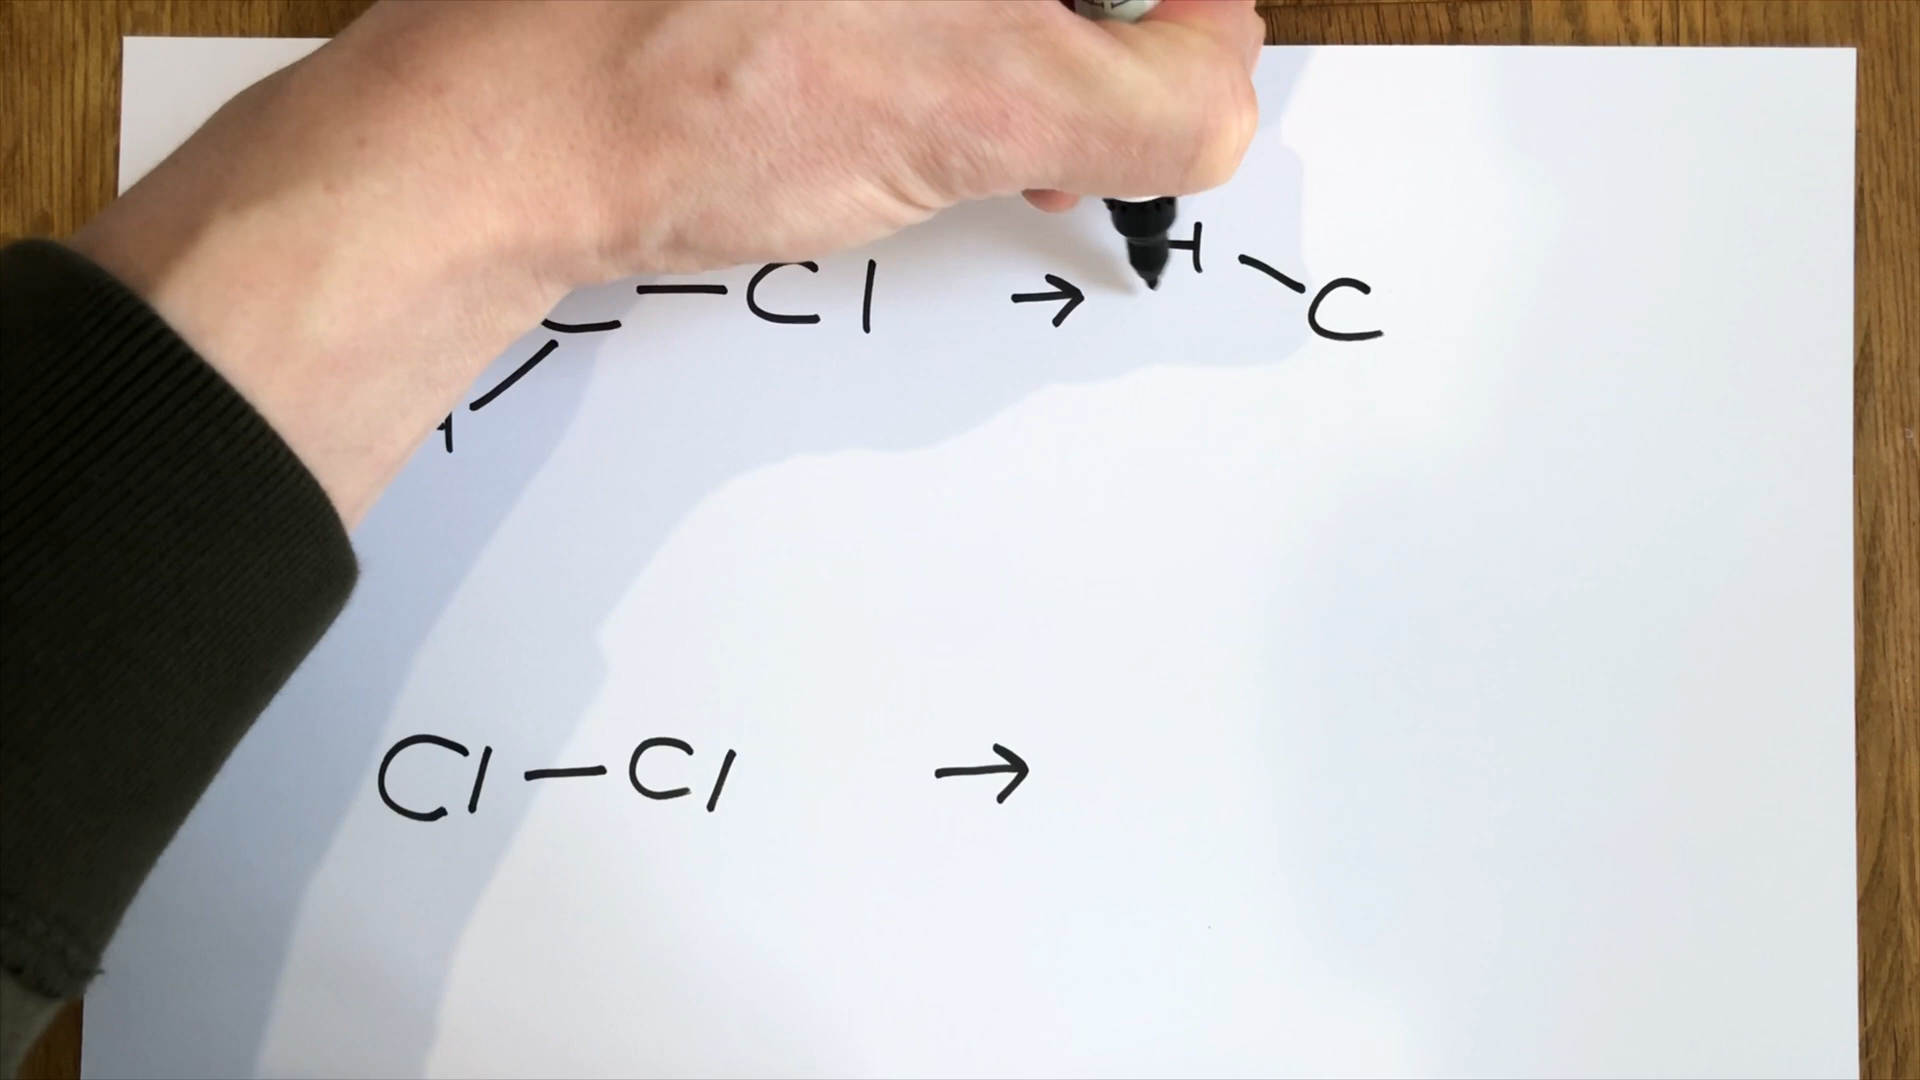 C — Cl → H — C
H
Cl — Cl →